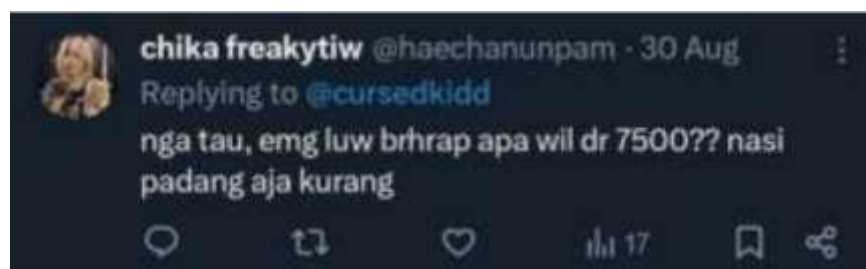 chika freakytiw @haechanunpam · 30 Aug
Replying to @cursedkidd
nga tau, emg luw brhrap apa wil dr 7500?? nasi
padang aja kurang
17